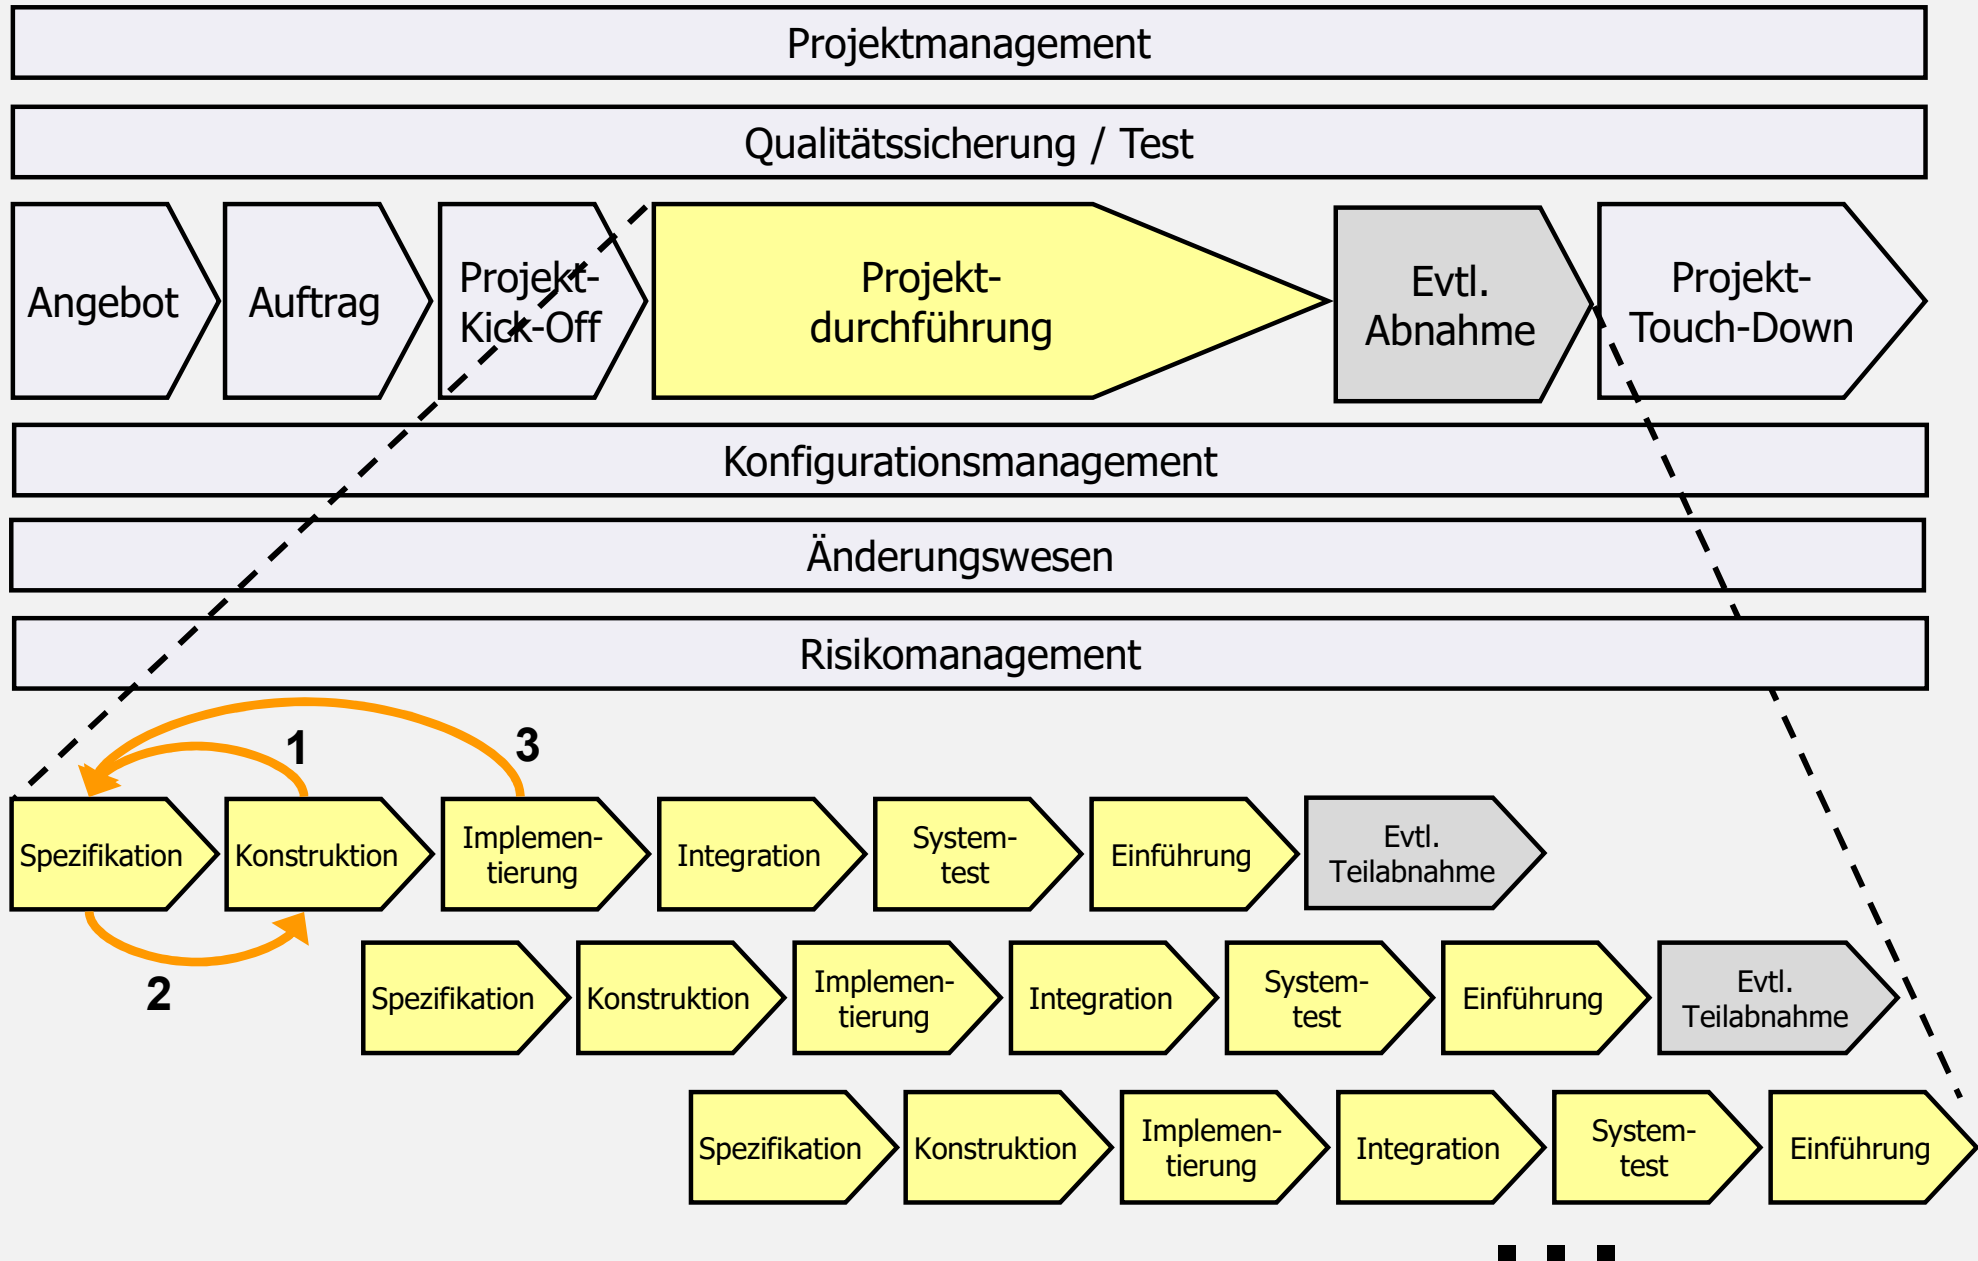 Projektmanagement
Qualitätssicherung / Test
Angebot
Auftrag
Projekt-
Kick-Off
Projekt-
durchführung
Evtl.
Abnahme
Projekt-
Touch-Down
Konfigurationsmanagement
Änderungswesen
Risikomanagement
1
3
Spezifikation
Konstruktion
Implemen-
tierung
Integration
System-
test
Einführung
Evtl.
Teilabnahme
2
Spezifikation
Konstruktion
Implemen-
tierung
Integration
System-
test
Einführung
Evtl.
Teilabnahme
Spezifikation
Konstruktion
Implemen-
tierung
Integration
System-
test
Einführung
...